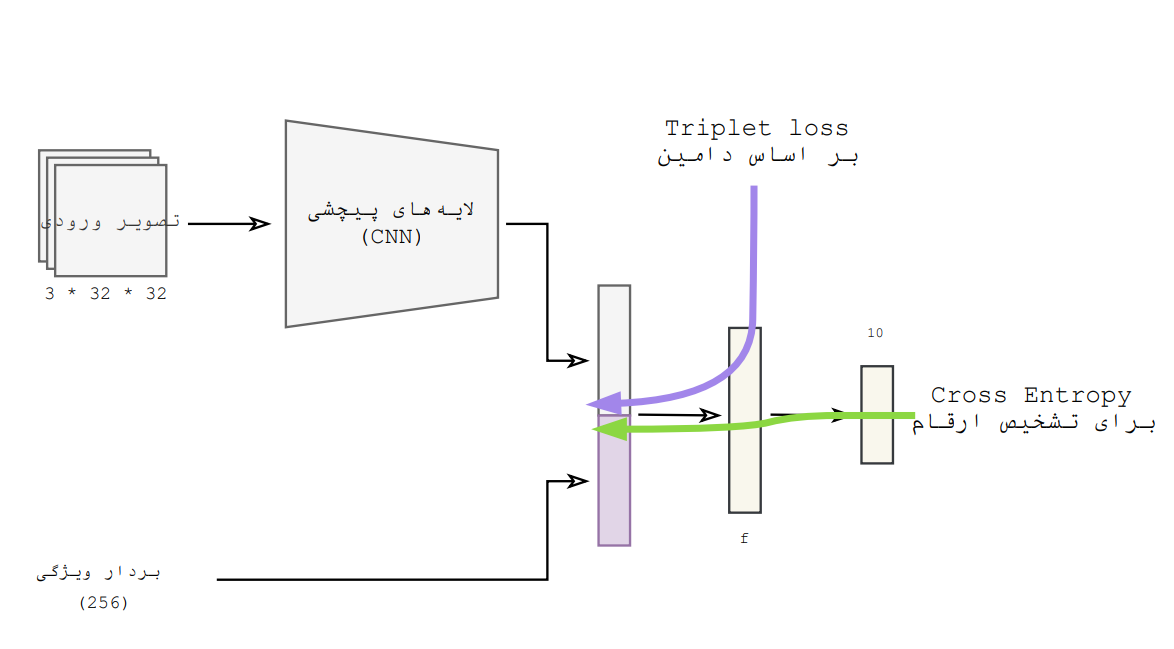 Triplet loss
بر اساس دامین
تصویر ورودی
3 * 32 * 32
لایه های پیچشی
(CNN)
10
Cross Entropy
برای تشخیص ارقام
f
بردار ویژگی
(256)